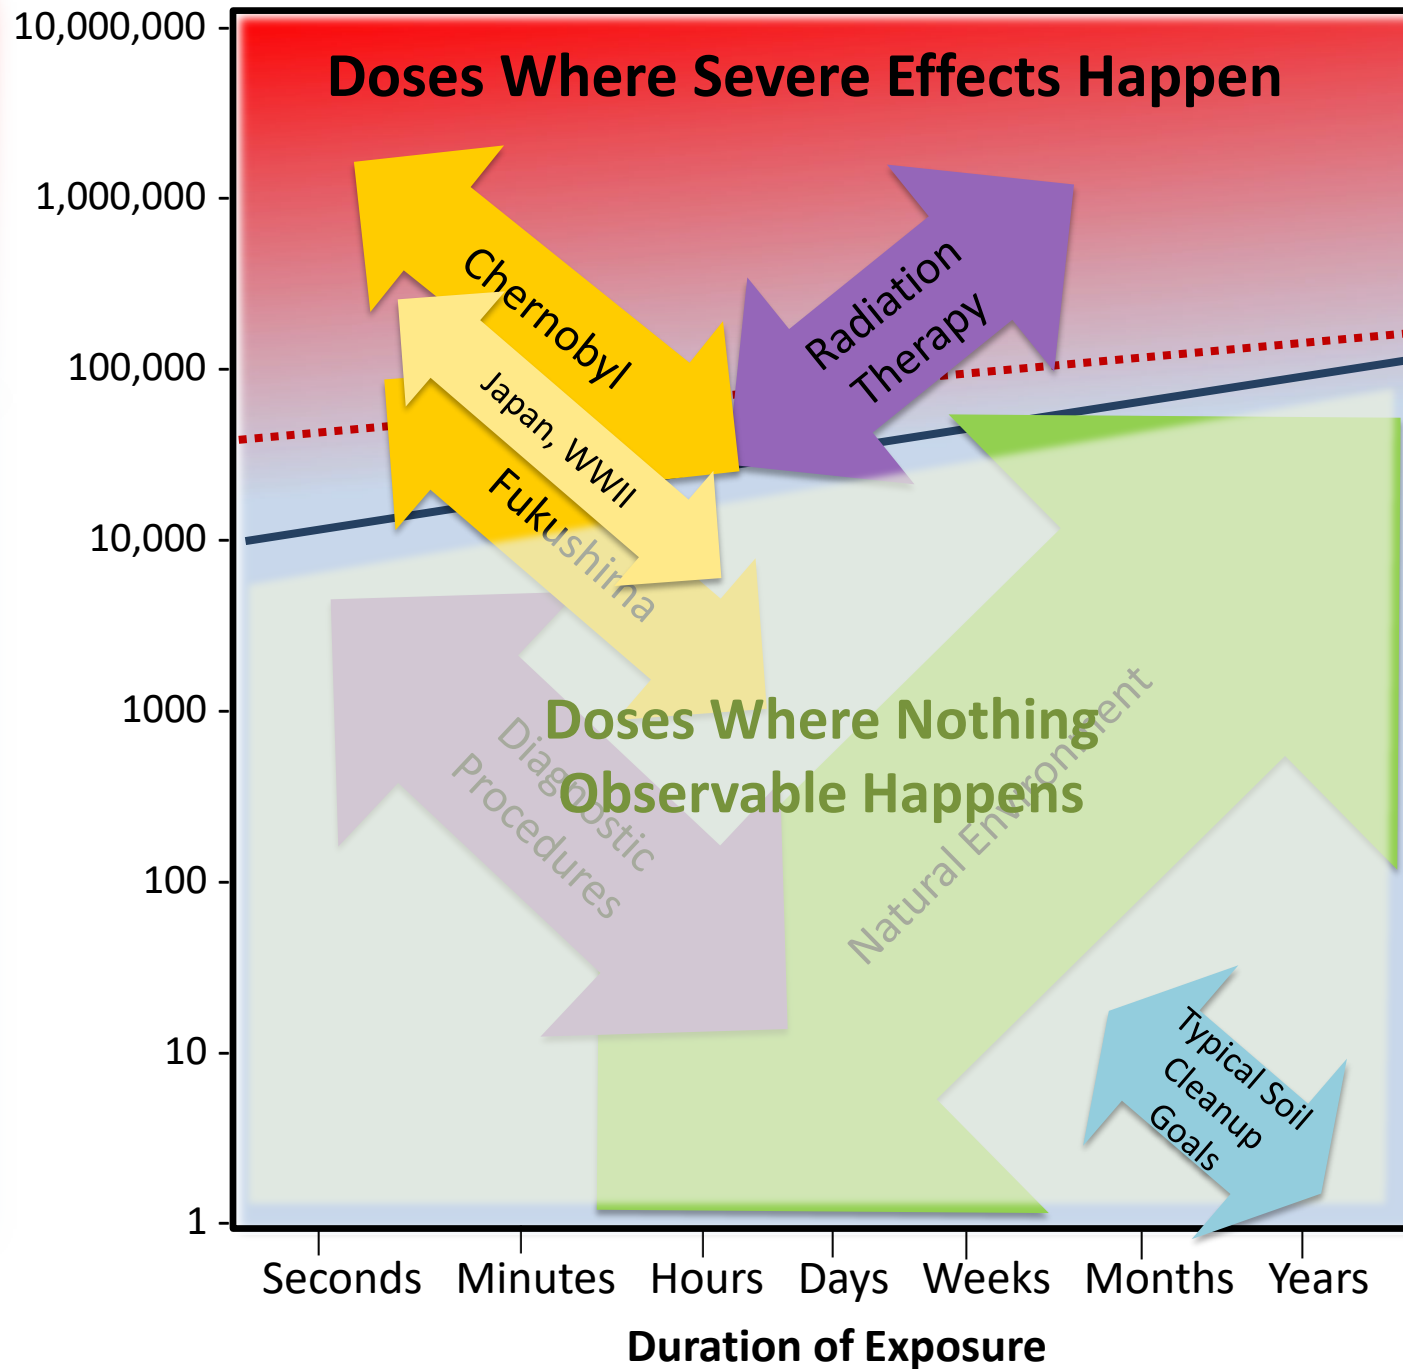 10,000,000
Doses Where Severe Effects Happen
1,000,000
100,000
10,000
1000
100
10
1
Chernobyl
Japan, WWII
Fukushima
Radiation
Therapy
Doses Where Nothing
Observable Happens
Diagnostic
Procedures
Natural Environment
Typical Soil
Cleanup
Goals
Seconds Minutes Hours Days Weeks Months Years
Duration of Exposure